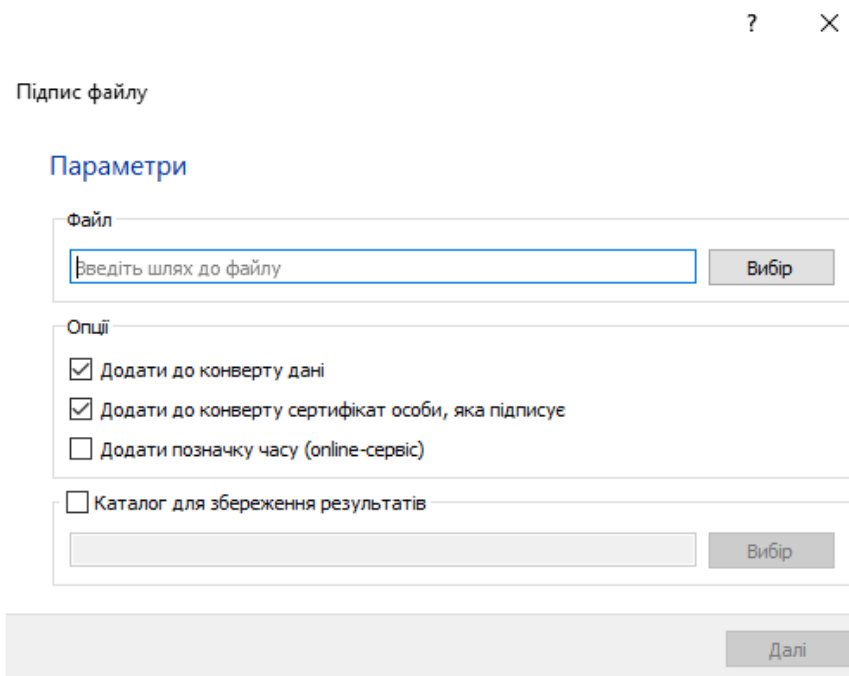 ?
Підпис файлу
Параметри
Файл
Введіть шлях до файлу
Вибір
Опції
Додати до конверту дані
Додати до конверту сертифікат особи, яка підписує
Додати позначку часу (online-сервіс)
Каталог для збереження результатів
Вибір
Далі